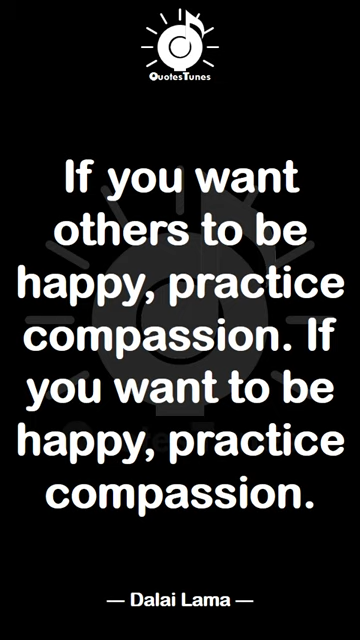 QuotesTunes
If you want
others to be
happy, practice
compassion. If
you want to be
happy, practice
compassion.
— Dalai Lama —